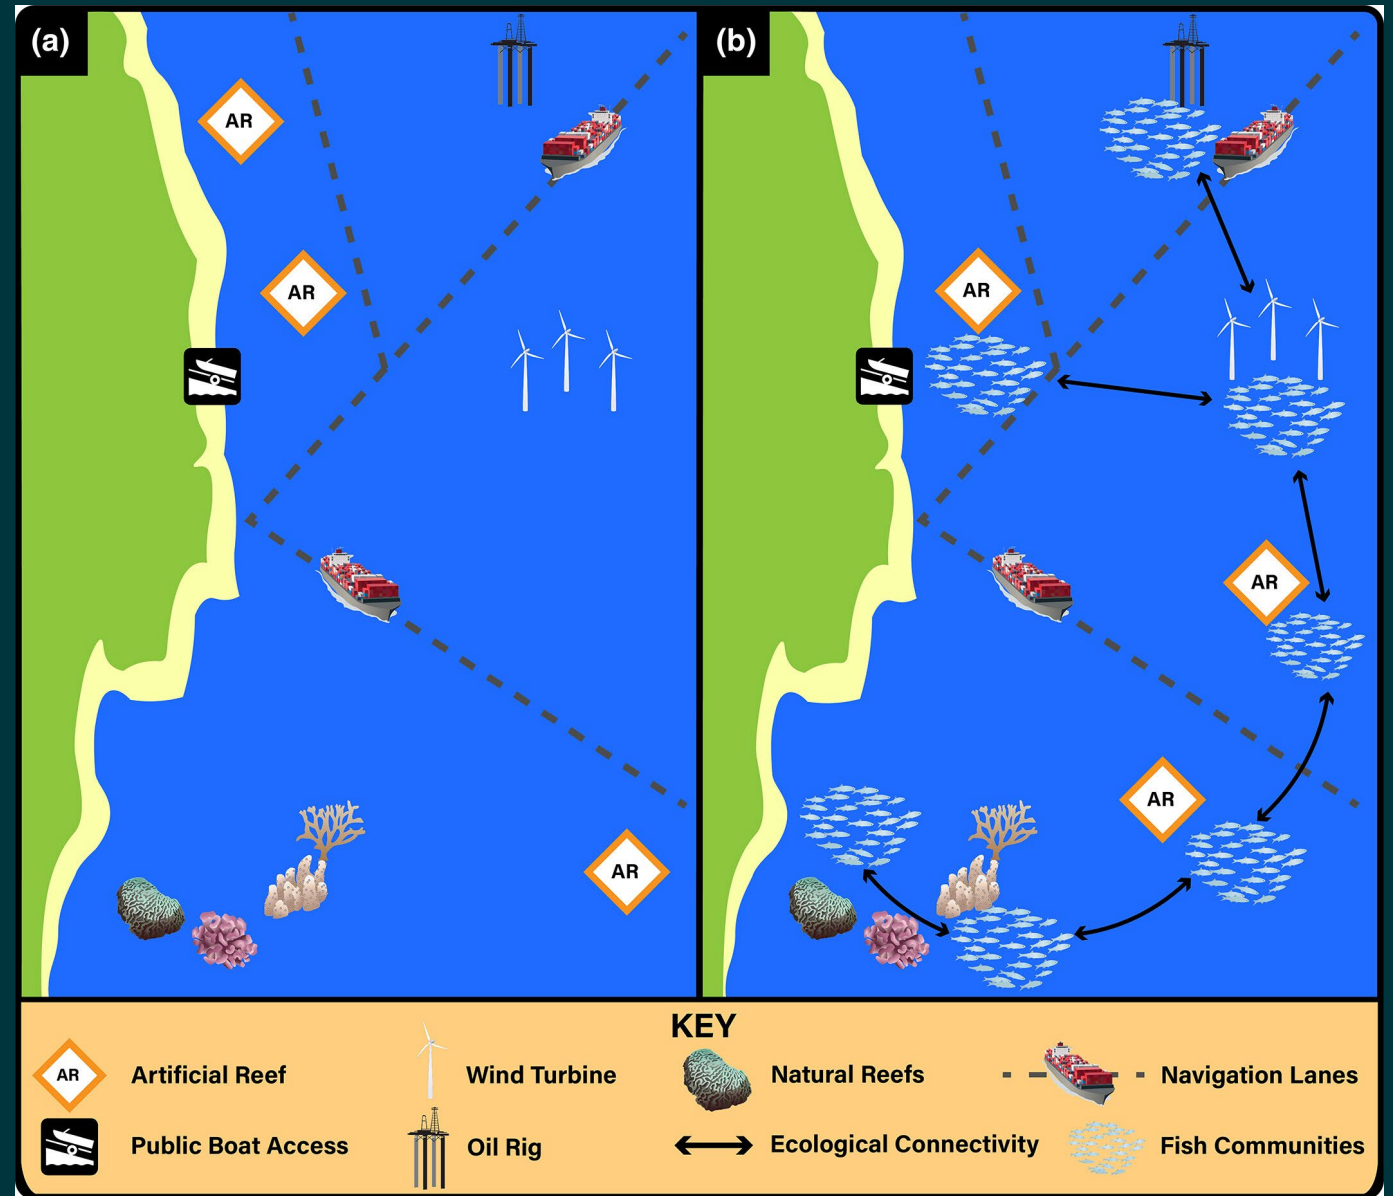 (a)
(b)
AR
AR
AR
AR
AR
AR
KEY
AR Artificial Reef
Wind Turbine
Natural Reefs
Navigation Lanes
Public Boat Access
Oil Rig
Ecological Connectivity
Fish Communities